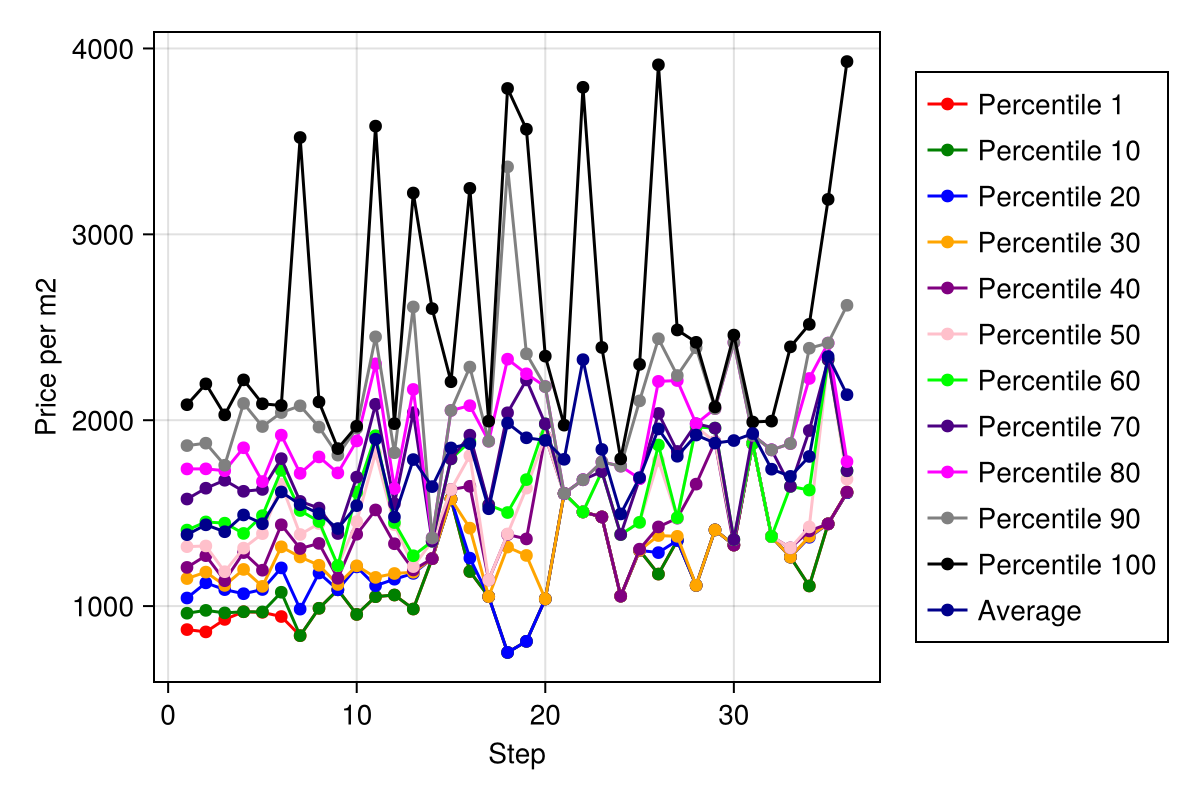 4000
3000
2000
1000
Price per m2
0
10
20
30
Step
Percentile 1
Percentile 10
Percentile 20
Percentile 30
Percentile 40
Percentile 50
Percentile 60
Percentile 70
Percentile 80
Percentile 90
Percentile 100
Average